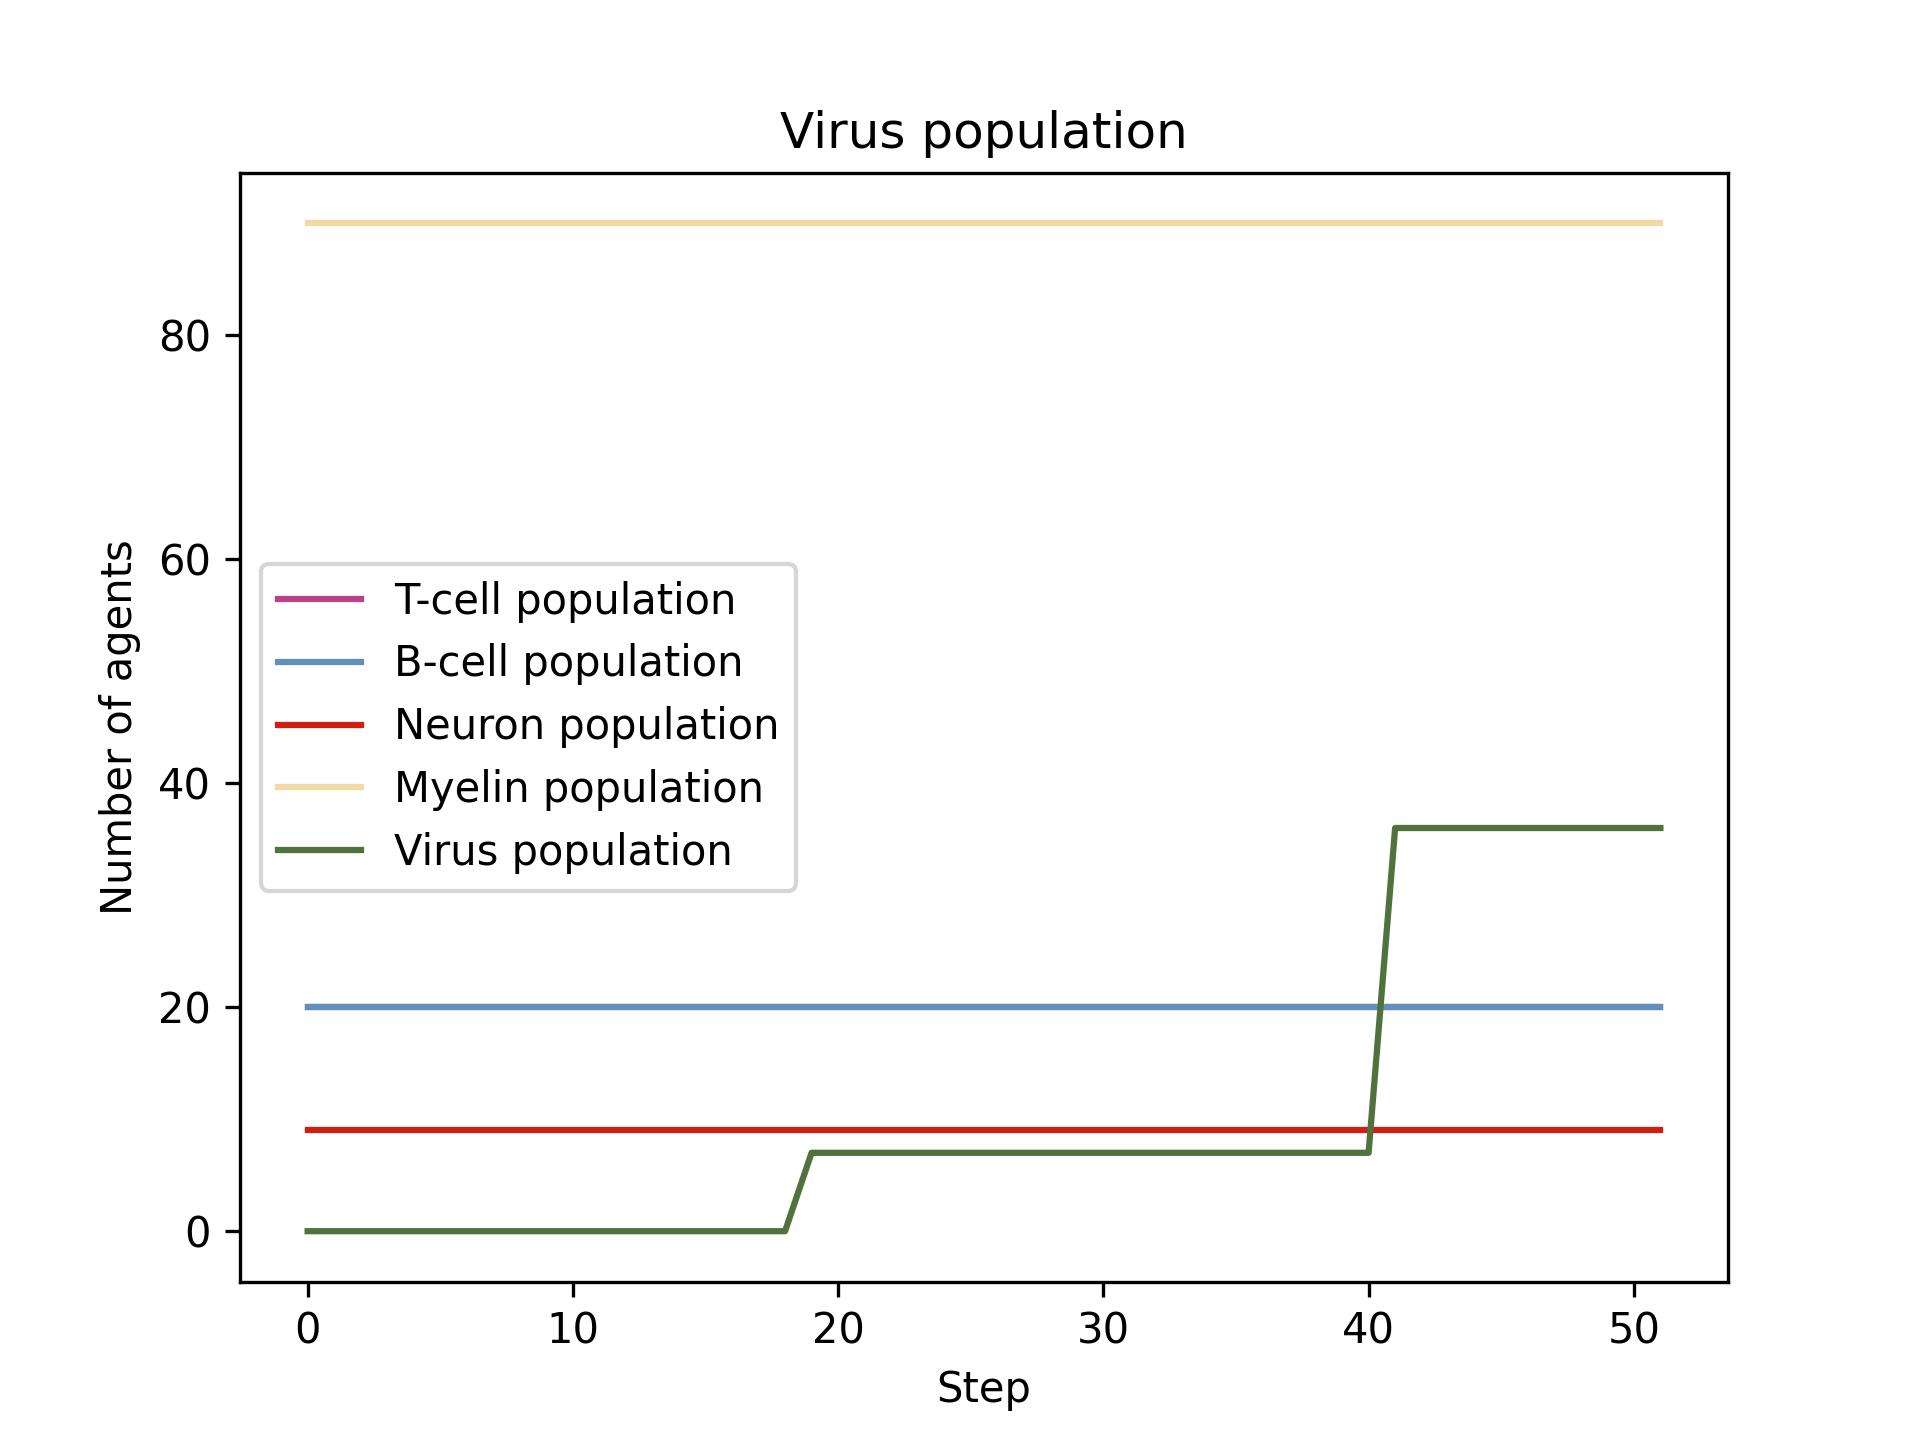 Virus population
80
60
40
20
0
Number of agents
T-cell population
B-cell population
Neuron population
Myelin population
Virus population
0 10 20 30 40 50
Step